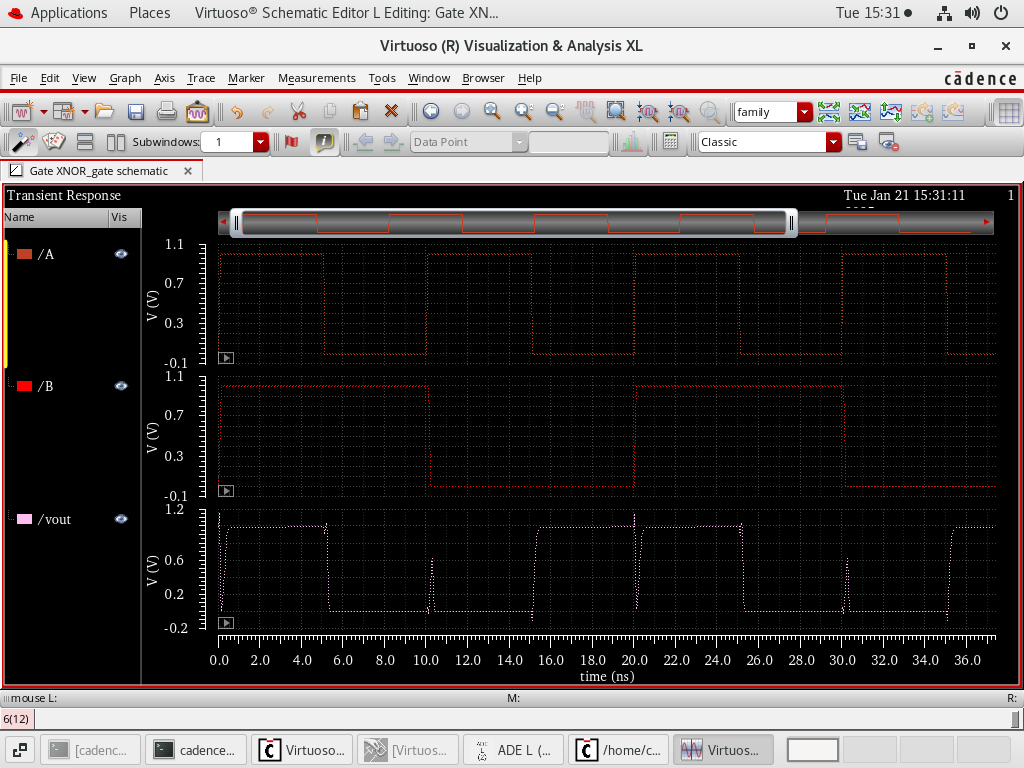 Applications Places Virtuoso® Schematic Editor L Editing: Gate XN... Tue 15:31
Virtuoso (R) Visualization & Analysis XL
File Edit View Graph Axis Trace Marker Measurements Tools Window Browser Help cādence
family
Subwindows: 1 Data Point Classic
Gate XNOR_gate schematic
Transient Response Tue Jan 21 15:31:11 1
Name Vis
/A
1.1
0.7
0.3
-0.1
V (V)
/B
1.1
0.7
0.3
-0.1
V (V)
/vout
1.2
0.6
0.2
-0.2
V (V)
0.0 2.0 4.0 6.0 8.0 10.0 12.0 14.0 16.0 18.0 20.0 22.0 24.0 26.0 28.0 30.0 32.0 34.0 36.0
time (ns)
mouse L: M: R:
6(12)
[cadenc... cadence... Virtuoso... [Virtuos... ADE L (... /home/c... Virtuos...